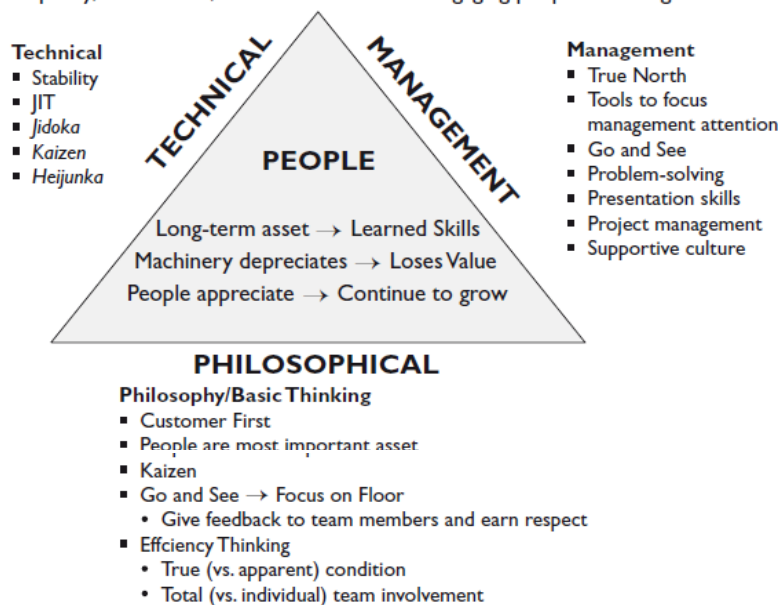 Technical
▪ Stability
▪ JIT
▪ Jidoka
▪ Kaizen
▪ Heijunka
TECHNICAL
MANAGEMENT
Management
▪ True North
▪ Tools to focus
management attention
▪ Go and See
▪ Problem-solving
▪ Presentation skills
▪ Project management
▪ Supportive culture
PEOPLE
Long-term asset → Learned Skills
Machinery depreciates → Loses Value
People appreciate → Continue to grow
PHILOSOPHICAL
Philosophy/Basic Thinking
▪ Customer First
▪ People are most important asset
▪ Kaizen
▪ Go and See → Focus on Floor
• Give feedback to team members and earn respect
▪ Effciency Thinking
• True (vs. apparent) condition
• Total (vs. individual) team involvement